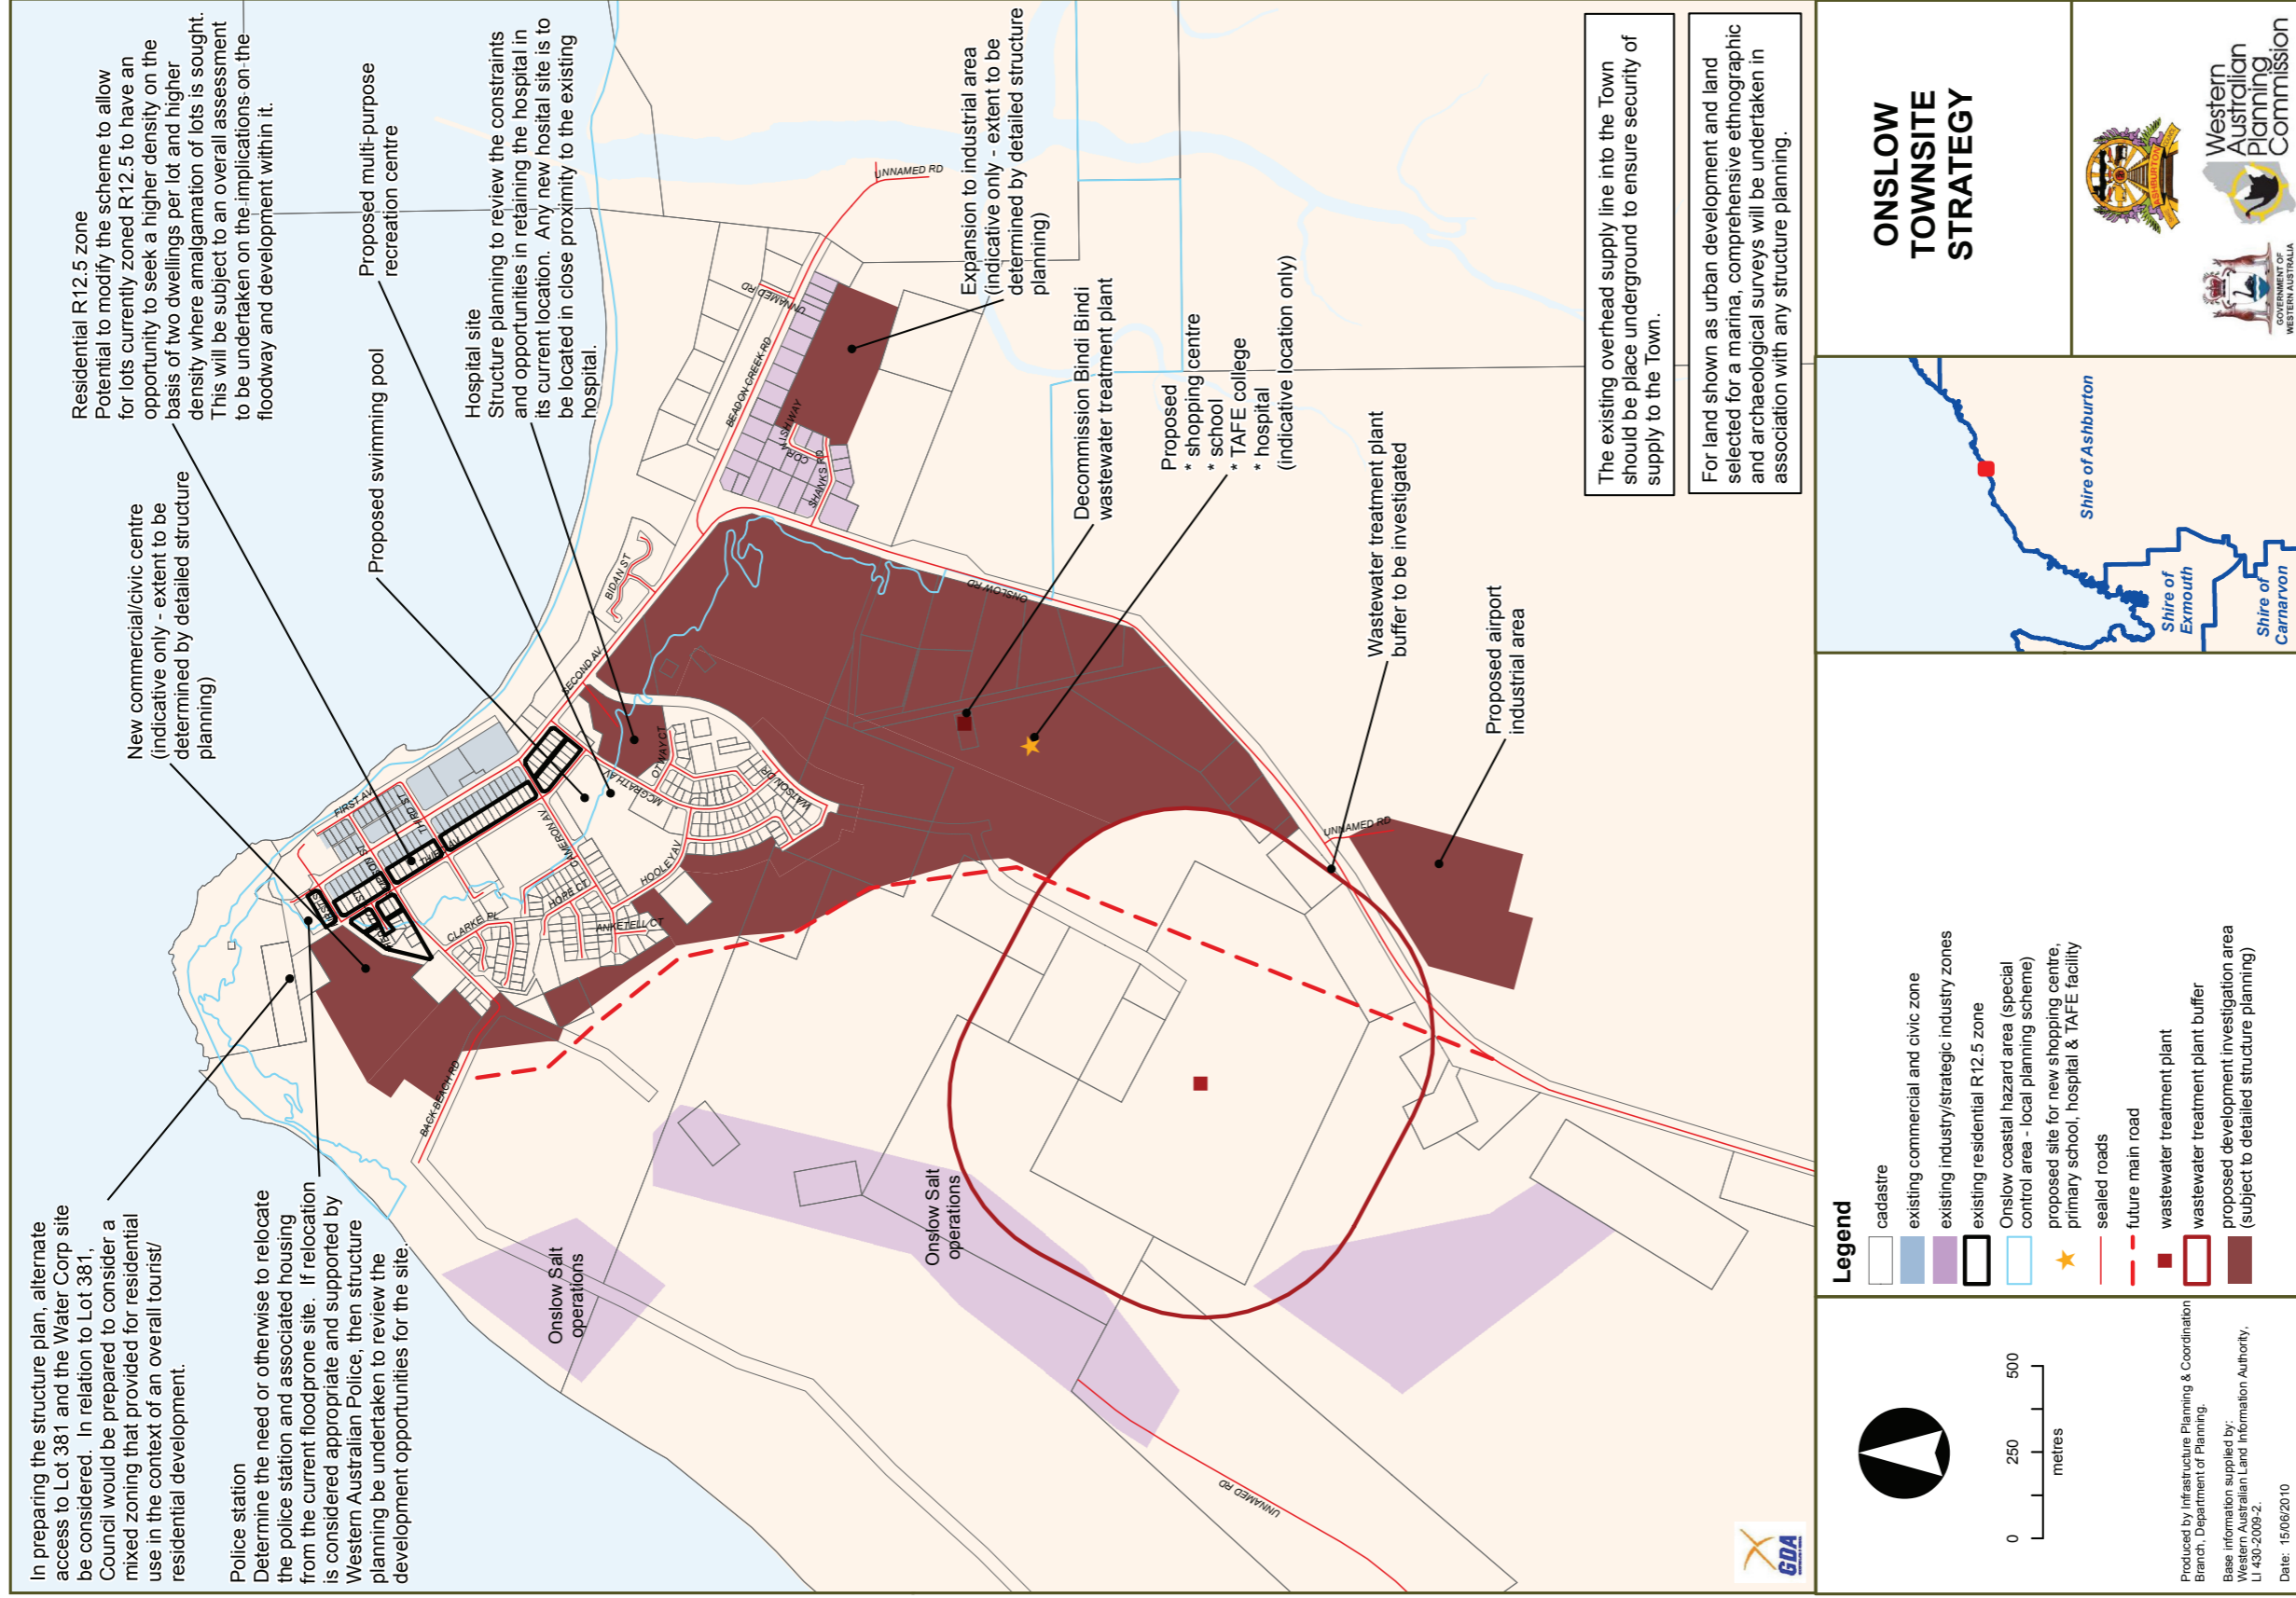 In preparing the structure plan, alternate
access to Lot 381 and the Water Corp site
be considered. In relation to Lot 381,
Council would be prepared to consider a
mixed zoning that provided for residential
use in the context of an overall tourist/
residential development.
Police station
Determine the need or otherwise to relocate
the police station and associated housing
from the current floodprone site. If relocation
is considered appropriate and supported by
Western Australian Police, then structure
planning be undertaken to review the
development opportunities for the site.
New commercial/civic centre
(indicative only - extent to be
determined by detailed structure
planning)
Residential R12.5 zone
Potential to modify the scheme to allow
for lots currently zoned R12.5 to have an
opportunity to seek a higher density on the
basis of two dwellings per lot and higher
density where amalgamation of lots is sought.
This will be subject to an overall assessment
to be undertaken on the implications on the
floodway and development within it.
Proposed swimming pool
Proposed multi-purpose
recreation centre
Hospital site
Structure planning to review the constraints
and opportunities in retaining the hospital in
its current location. Any new hosital site is to
be located in close proximity to the existing
hospital.
Expansion to industrial area
(indicative only - extent to be
determined by detailed structure
planning)
Decommission Bindi Bindi
wastewater treatment plant
Proposed
* shopping centre
* school
* TAFE college
* hospital
(indicative location only)
Wastewater treatment plant
buffer to be investigated
Proposed airport
industrial area
Onslow Salt
operations
Onslow Salt
operations
FIRST AV
THIRD ST
THIRD AV
CAMERON AV
SECOND AV
MCGRATH AV
OTWAY CT
WATSON DR
HOOLEY AV
HOPE CT
ANKETELL CT
CLARKE PL
BACK BEACH RD
BIDAN ST
BEADON CREEK RD
UNNAMED RD
UNNAMED RD
CORNISH WAY
SHANKS RD
ONSLOW RD
UNNAMED RD
UNNAMED RD
The existing overhead supply line into the Town
should be place underground to ensure security of
supply to the Town.
For land shown as urban development and land
selected for a marina, comprehensive ethnographic
and archaeological surveys will be undertaken in
association with any structure planning.
GDA
0 250 500
metres
Produced by Infrastructure Planning & Coordination
Branch, Department of Planning.
Base information supplied by:
Western Australian Land Information Authority,
LI 430-2009-2.
Date: 15/06/2010
Legend
cadastre
existing commercial and civic zone
existing industry/strategic industry zones
existing residential R12.5 zone
Onslow coastal hazard area (special
control area - local planning scheme)
proposed site for new shopping centre,
primary school, hospital & TAFE facility
sealed roads
future main road
wastewater treatment plant
wastewater treatment plant buffer
proposed development investigation area
(subject to detailed structure planning)
Shire of Ashburton
Shire of
Exmouth
Shire of
Carnarvon
ONSLOW
TOWNSITE
STRATEGY
ASHBURTON
GOVERNMENT OF
WESTERN AUSTRALIA
Western
Australian
Planning
Commission